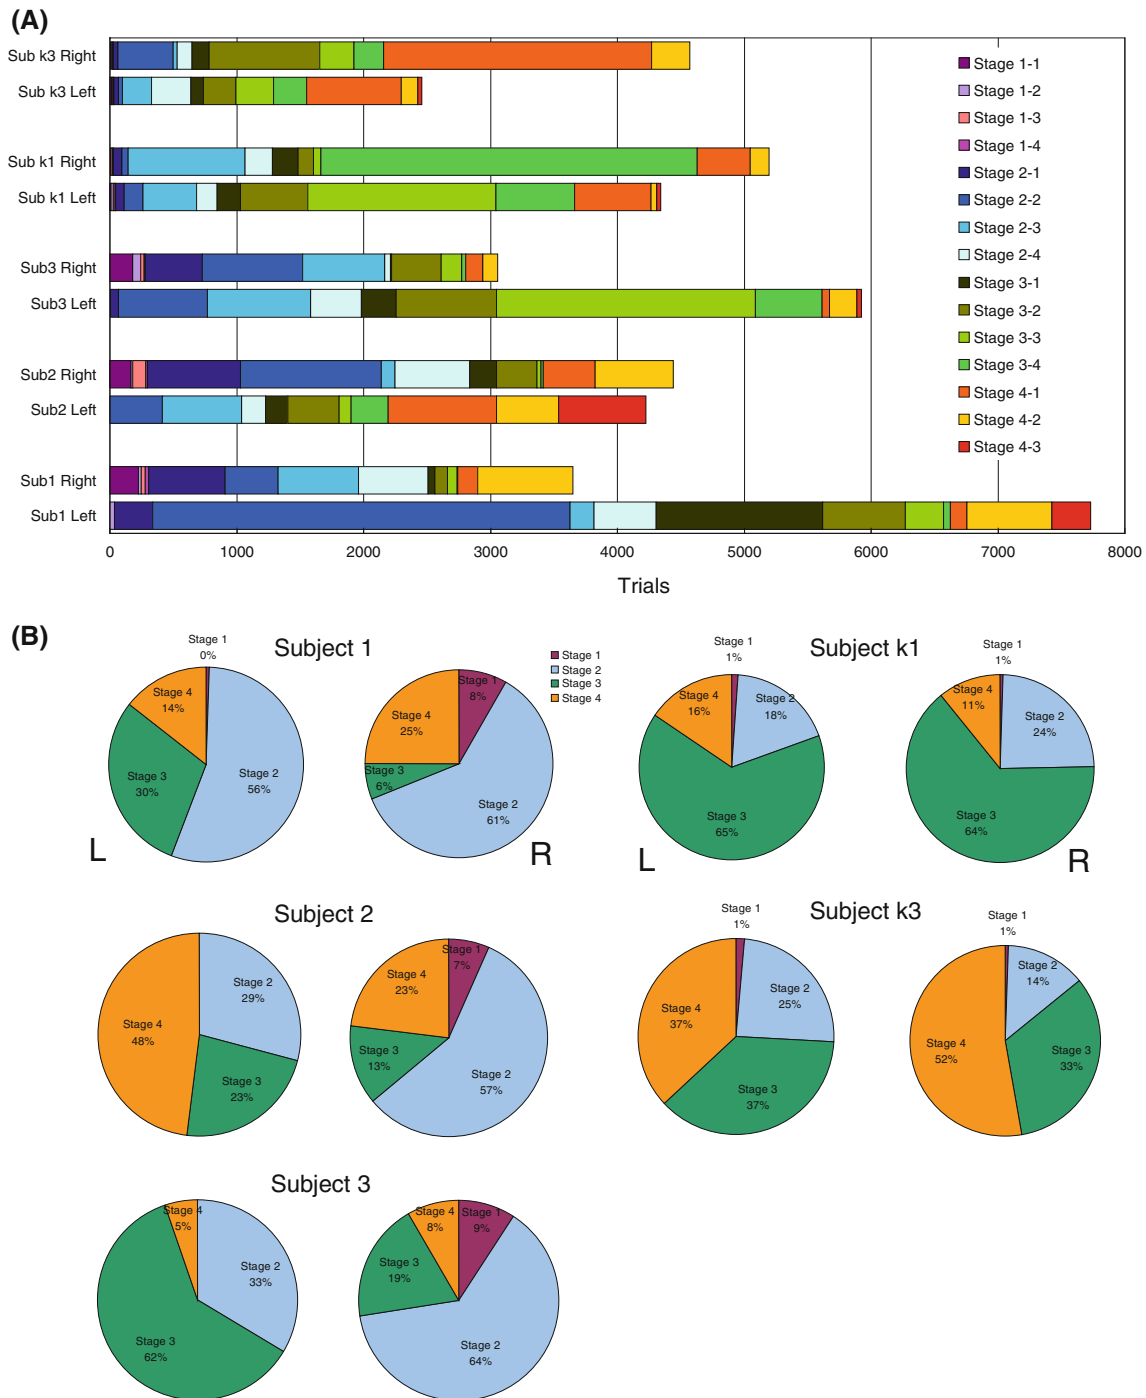 (A)
Sub k3 Right
Sub k3 Left
Sub k1 Right
Sub k1 Left
Sub3 Right
Sub3 Left
Sub2 Right
Sub2 Left
Sub1 Right
Sub1 Left
Stage 1-1
Stage 1-2
Stage 1-3
Stage 1-4
Stage 2-1
Stage 2-2
Stage 2-3
Stage 2-4
Stage 3-1
Stage 3-2
Stage 3-3
Stage 3-4
Stage 4-1
Stage 4-2
Stage 4-3
0 1000 2000 3000 4000 5000 6000 7000 8000
Trials
(B)
Subject 1
Stage 1
0%
Stage 4
14%
Stage 3
30%
Stage 2
56%
L
Stage 1
8%
Stage 4
25%
Stage 3
6%
Stage 2
61%
R
Stage 1
Stage 2
Stage 3
Stage 4
Subject k1
Stage 1
1%
Stage 4
16%
Stage 2
18%
Stage 3
65%
L
Stage 1
1%
Stage 4
11%
Stage 2
24%
Stage 3
64%
R
Subject 2
Stage 2
29%
Stage 4
48%
Stage 3
23%
Stage 1
7%
Stage 4
23%
Stage 3
13%
Stage 2
57%
Subject k3
Stage 1
1%
Stage 2
25%
Stage 4
37%
Stage 3
37%
Stage 1
1%
Stage 2
14%
Stage 4
52%
Stage 3
33%
Subject 3
Stage 4
5%
Stage 2
33%
Stage 3
62%
Stage 4
8%
Stage 1
9%
Stage 3
19%
Stage 2
64%